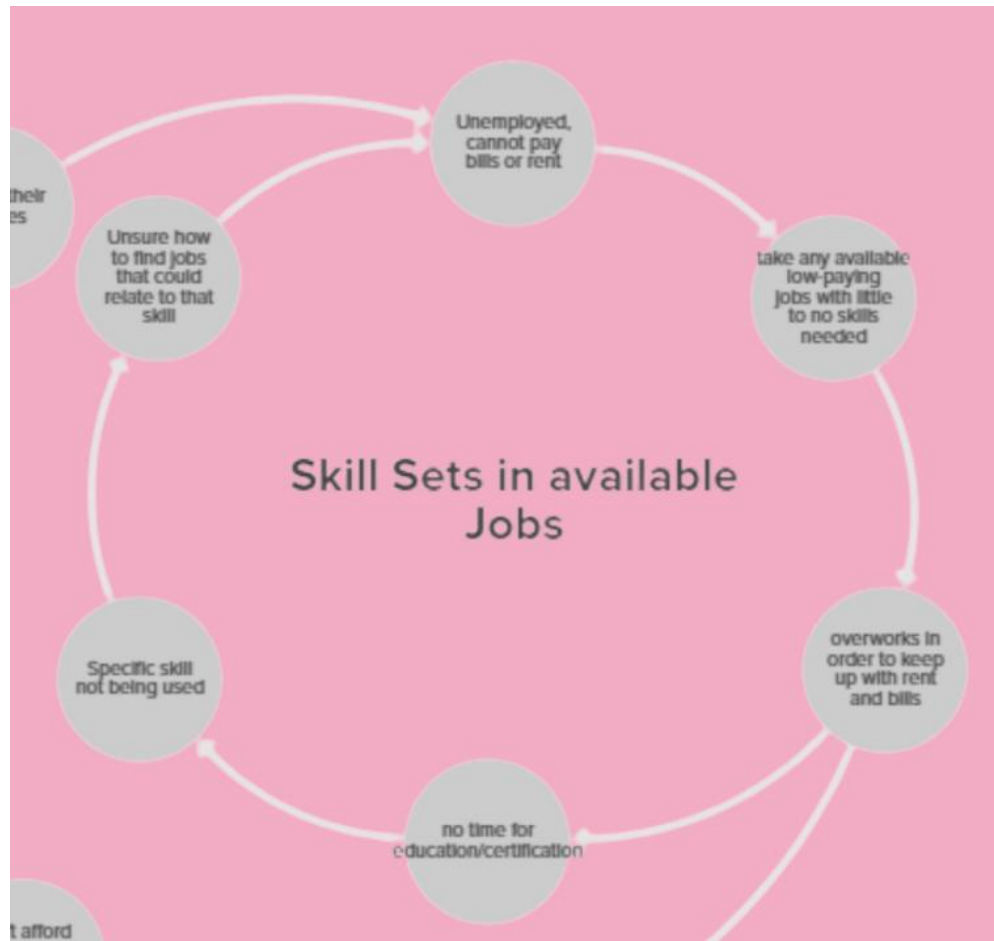 Unemployed,
cannot pay
bills or rent
take any available
low-paying
jobs with little
to no skills
needed
overworks in
order to keep
up with rent
and bills
no time for
education/certification
Specific skill
not being used
Unsure how
to find jobs
that could
relate to that
skill
their
Skill Sets in available
Jobs
afford